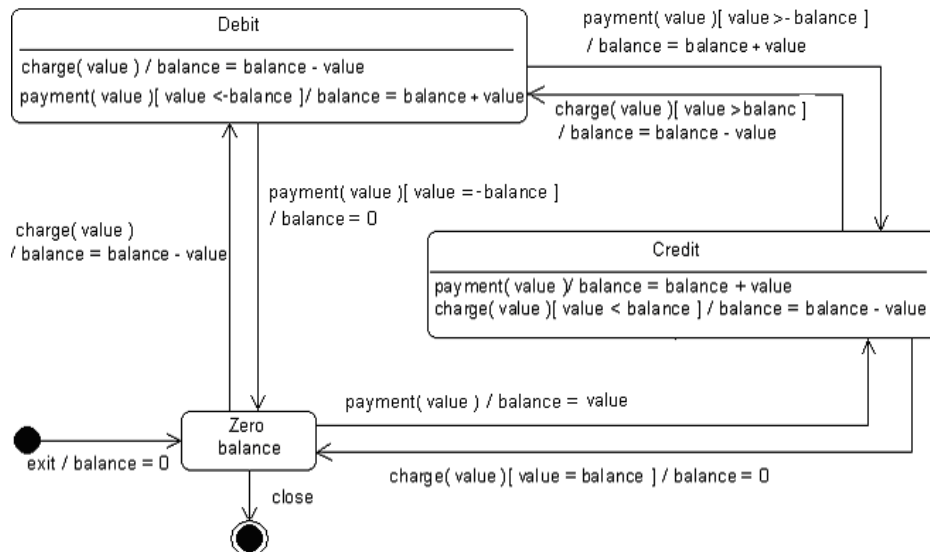 Debit
charge( value ) / balance = balance - value
payment( value )[ value <-balance ]/ balance = balance + value
payment( value )[ value >- balance ]
/ balance = balance + value
charge( value )[ value >balanc ]
/ balance = balance - value
payment( value )[ value =- balance ]
/ balance = 0
charge( value )
/ balance = balance - value
Credit
payment( value )/ balance = balance + value
charge( value )[ value < balance ] / balance = balance - value
payment( value ) / balance = value
Zero
balance
exit / balance = 0
charge( value )[ value = balance ] / balance = 0
close